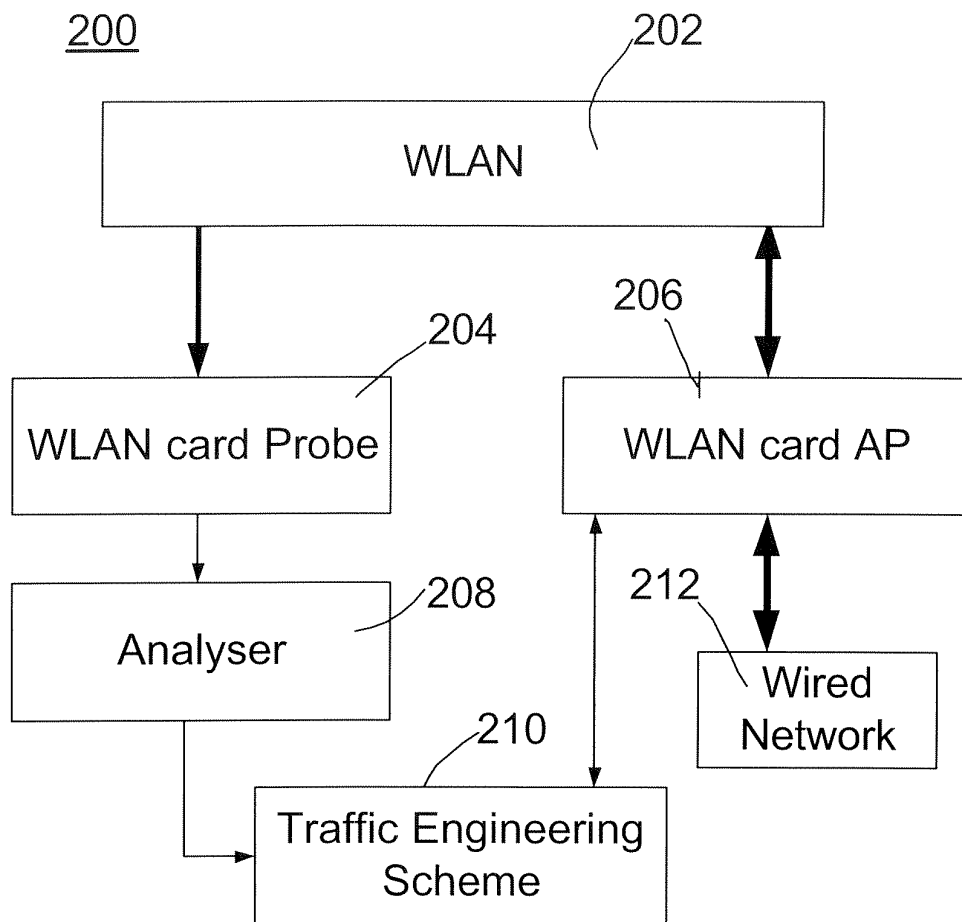 200
202
WLAN
206
204
WLAN card Probe
WLAN card AP
208
212
Analyser
Wired
Network
210
Traffic Engineering
Scheme